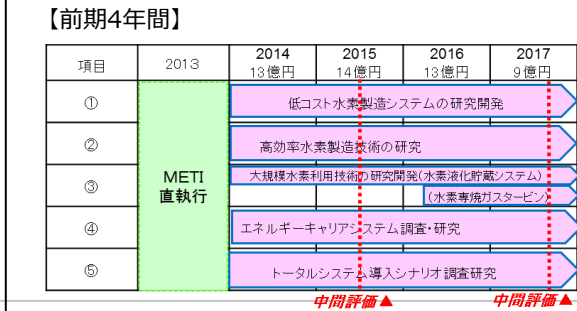 【前期4年間】
項目 2013 2014 13億円 2015 14億円 2016 13億円 2017 9億円
METI 直執行
① 低コスト水素製造システムの研究開発
② 高効率水素製造技術の研究
③ 大規模水素利用技術の研究開発(水素液化貯蔵システム)
(水素専焼ガスタービン)
④ エネルギーキャリアシステム調査・研究
⑤ トータルシステム導入シナリオ調査研究
中間評価▲ 中間評価▲